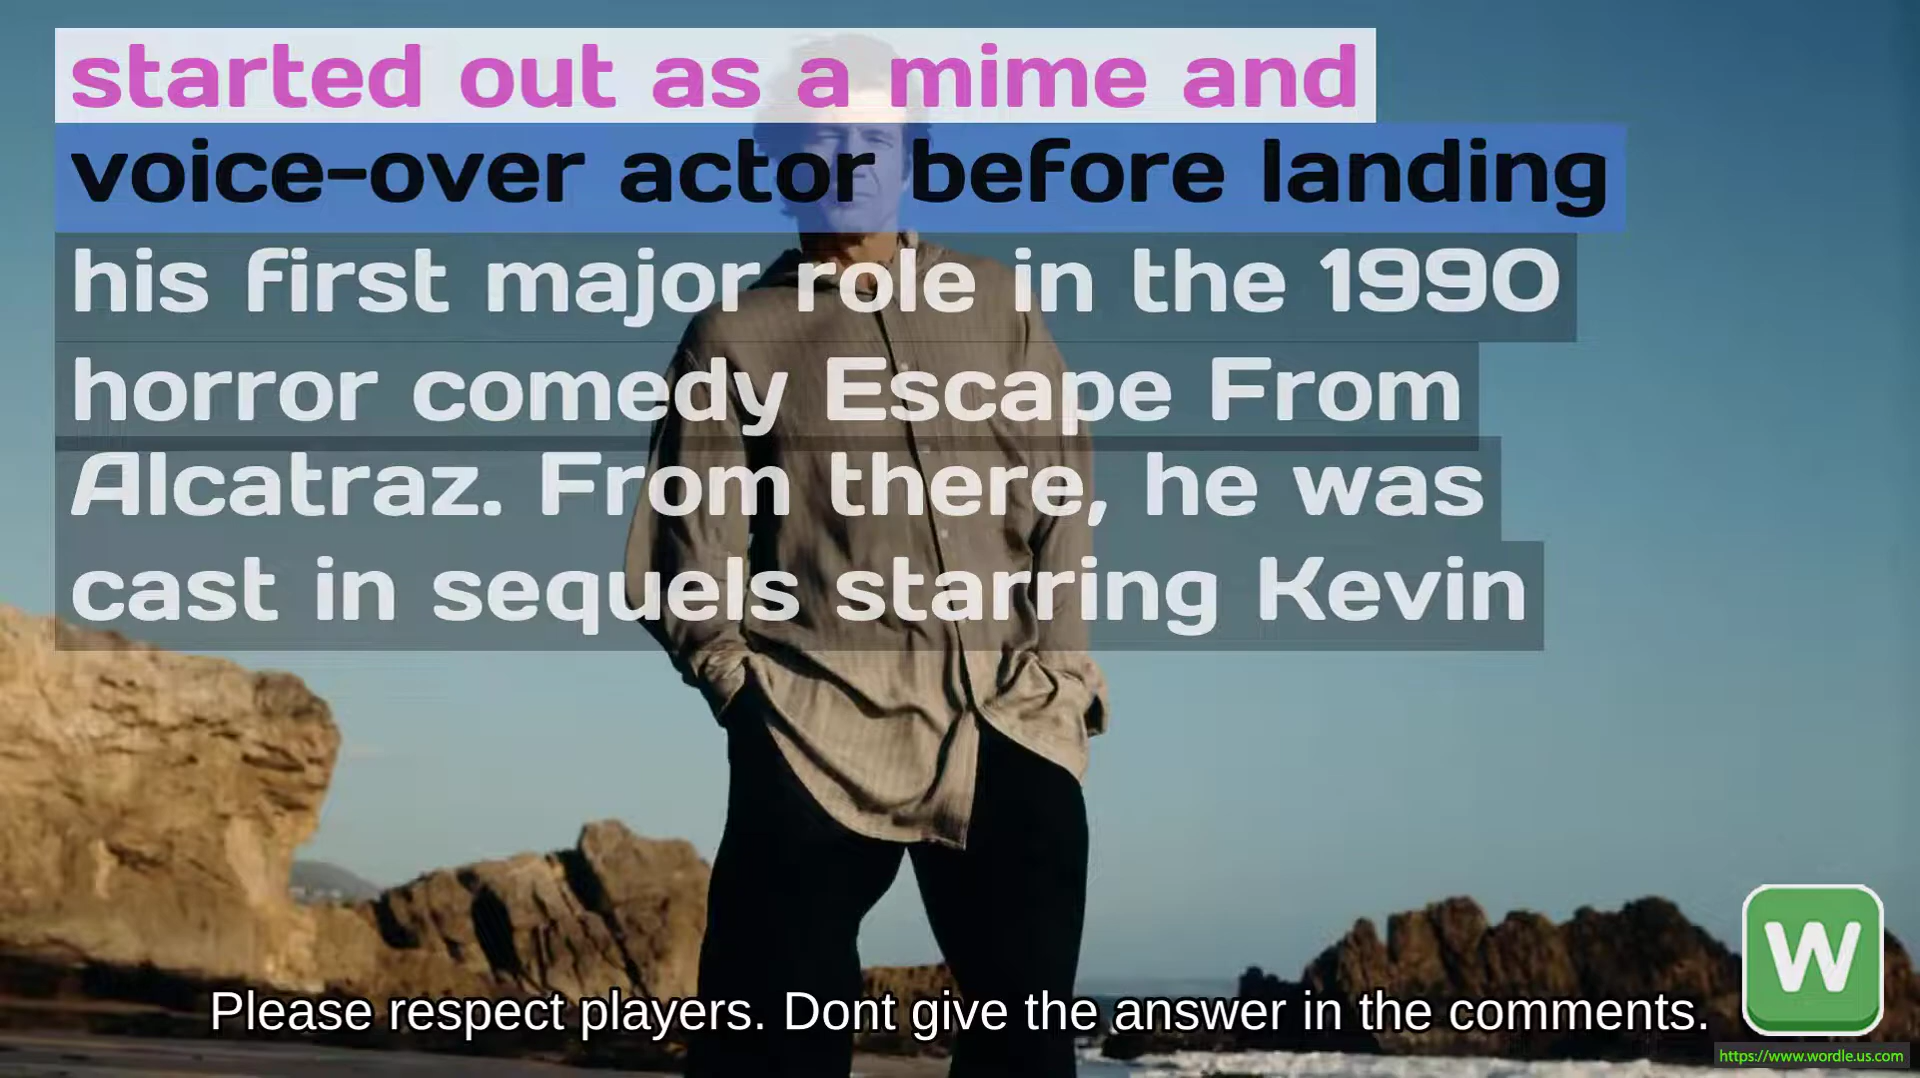 started out as a mime and
voice-over actor before landing
his first major role in the 1990
horror comedy Escape From
Alcatraz. From there, he was
cast in sequels starring Kevin
W
Please respect players. Dont give the answer in the comments.
https://www.wordle.us.com